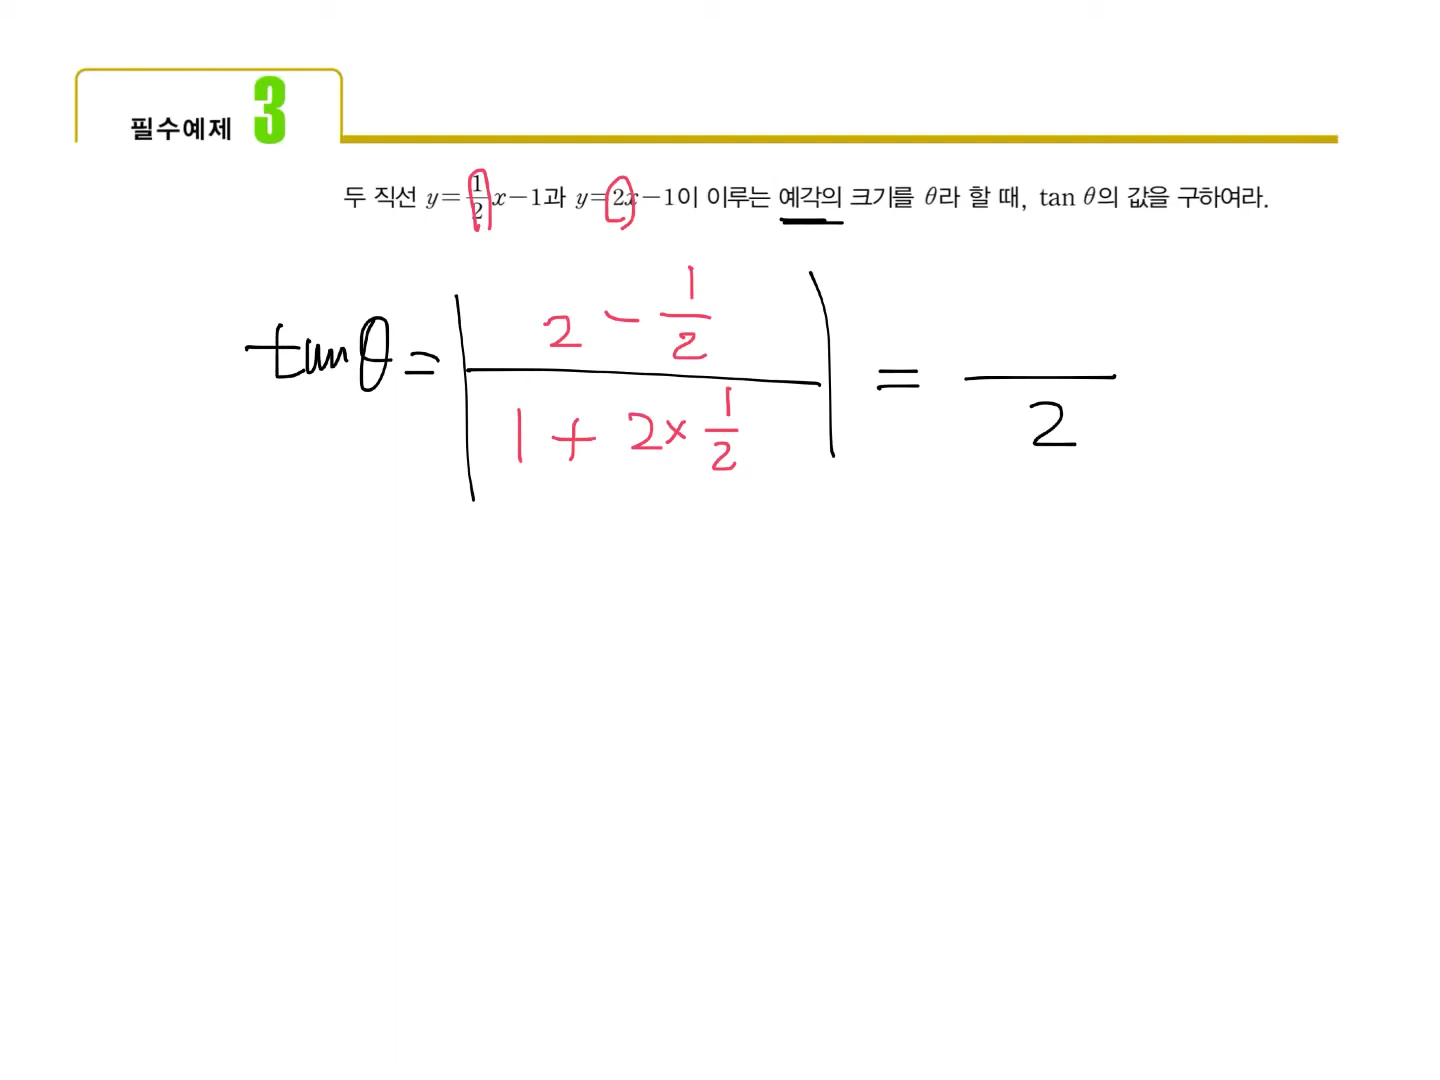 필수예제 3
두 직선 y=1/2x-1과 y=2x-1이 이루는 예각의 크기를 θ라 할 때, tan θ의 값을 구하여라.
tanθ = | (2 - 1/2) / (1 + 2 × 1/2) | = /2